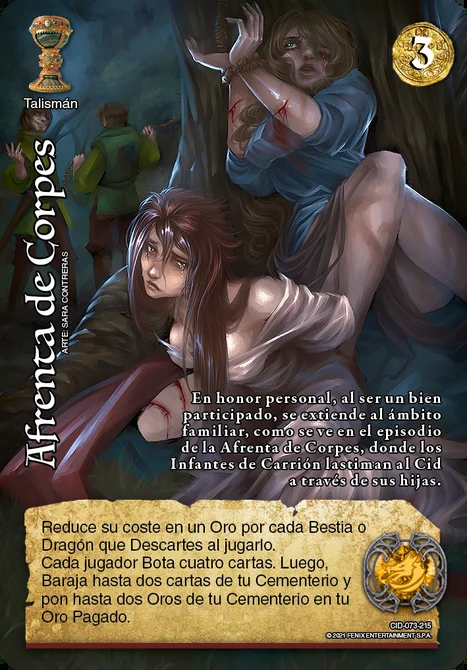 3
Talismán
Afrenta de Corpes
ARTE: SARA CONTRERAS
En honor personal, al ser un bien
participado, se extiende al ámbito
familiar, como se ve en el episodio
de la Afrenta de Corpes, donde los
Infantes de Carrión lastiman al Cid
a través de sus hijas.
Reduce su coste en un Oro por cada Bestia o
Dragón que Descartes al jugarlo.
Cada jugador Bota cuatro cartas. Luego,
Baraja hasta dos cartas de tu Cementerio y
pon hasta dos Oros de tu Cementerio en tu
Oro Pagado.
CID-073-215
©2021 FENIX ENTERTAINMENT S.P.A.